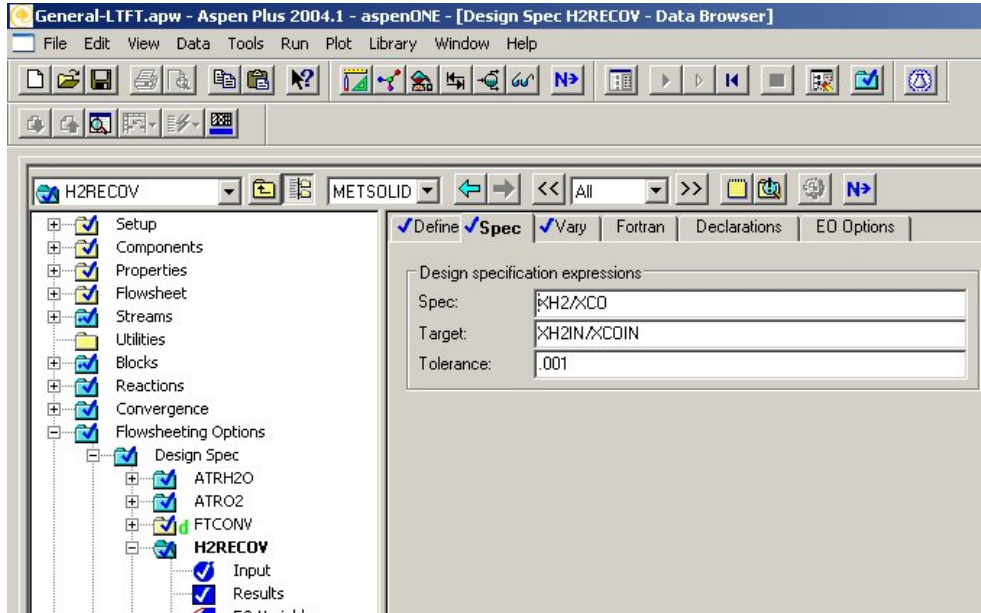 General-LTFT.apw - Aspen Plus 2004.1 - aspenONE - [Design Spec H2RECOV - Data Browser]
File Edit View Data Tools Run Plot Library Window Help
N>
H2RECOV METSOLID << All >> N>
Setup
Components
Properties
Flowsheet
Streams
Utilities
Blocks
Reactions
Convergence
Flowsheeting Options
Design Spec
ATRH2O
ATRO2
d FTCONV
H2RECOV
Input
Results
Define Spec Vary Fortran Declarations EO Options
Design specification expressions
Spec: XH2/XCO
Target: XH2IN/XCOIN
Tolerance: .001